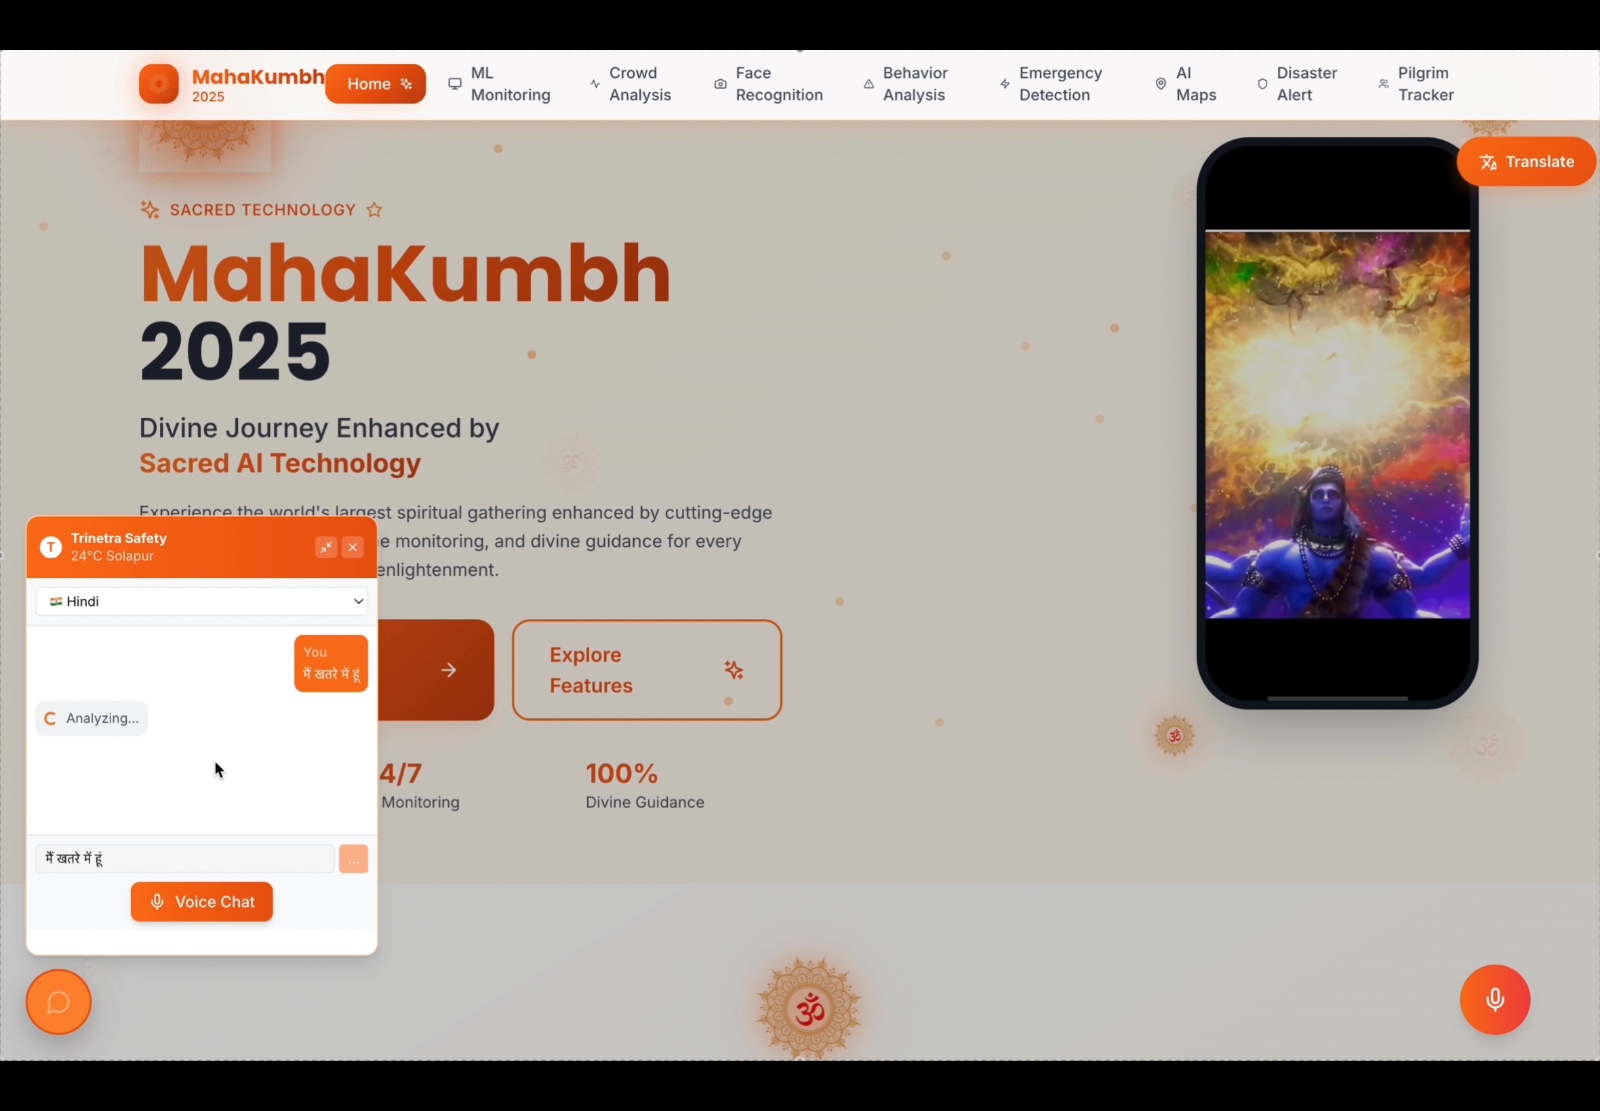 MahaKumbh
2025
Home
ML
Monitoring
Crowd
Analysis
Face
Recognition
Behavior
Analysis
Emergency
Detection
AI
Maps
Disaster
Alert
Pilgrim
Tracker
Translate
SACRED TECHNOLOGY
MahaKumbh
2025
Divine Journey Enhanced by
Sacred AI Technology
Experience the world's largest spiritual gathering enhanced by cutting-edge
monitoring, and divine guidance for every
enlightenment.
Explore
Features
4/7
Monitoring
100%
Divine Guidance
T
Trinetra Safety
24°C Solapur
Hindi
You
मैं खतरे में हूं
Analyzing...
मैं खतरे में हूं
...
Voice Chat
ॐ
ॐ
ॐ